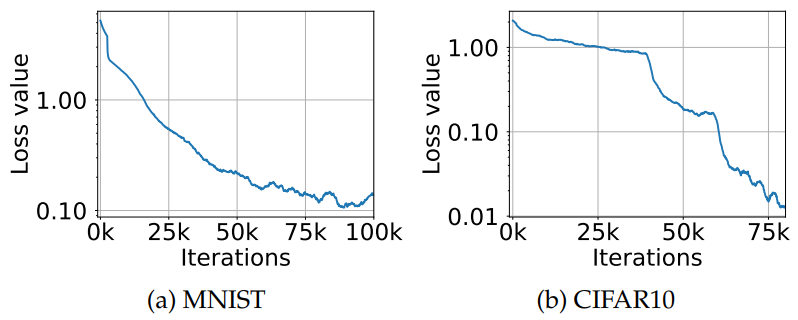 Loss value
1.00
0.10
0k 25k 50k 75k 100k
Iterations
(a) MNIST
Loss value
1.00
0.10
0.01
0k 25k 50k 75k
Iterations
(b) CIFAR10